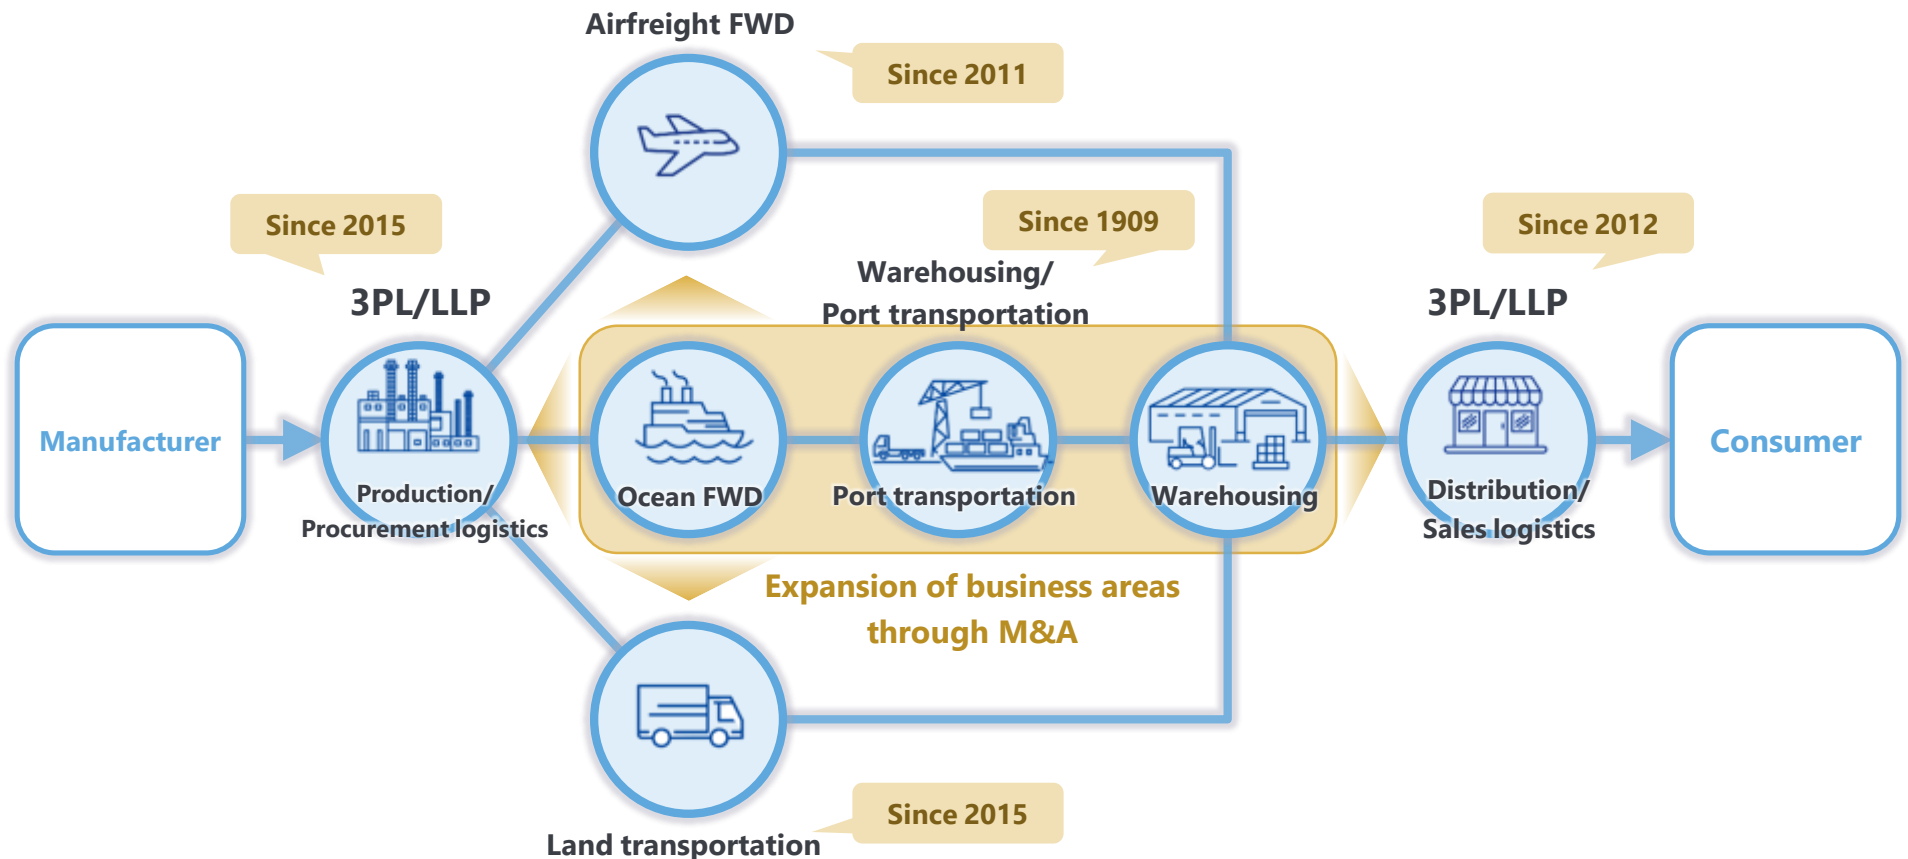 Airfreight FWD
Since 2011
Since 2015
Since 1909
Since 2012
3PL/LLP
Warehousing/
Port transportation
3PL/LLP
Manufacturer
Production/
Procurement logistics
Ocean FWD
Port transportation
Warehousing
Distribution/
Sales logistics
Consumer
Expansion of business areas
through M&A
Since 2015
Land transportation